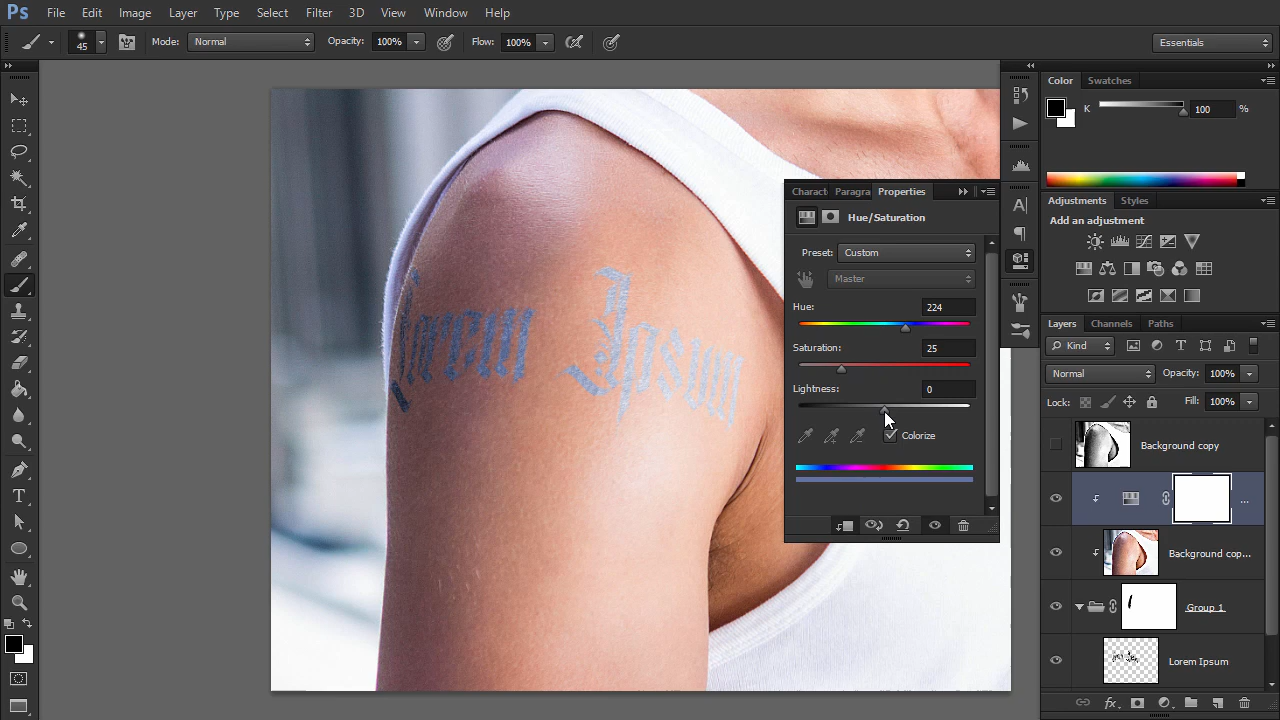 Ps File Edit Image Layer Type Select Filter 3D View Window Help
45 Mode: Normal Opacity: 100% Flow: 100% Essentials
Color Swatches
K 100 %
Adjustments Styles
Add an adjustment
Charact Paragra Properties
Hue/Saturation
Preset: Custom
Master
Hue: 224
Saturation: 25
Lightness: 0
Colorize
Lorem Ipsum
Layers Channels Paths
Kind
Normal Opacity: 100%
Lock: Fill: 100%
Background copy
...
Background cop...
Group 1
Lorem Ipsum